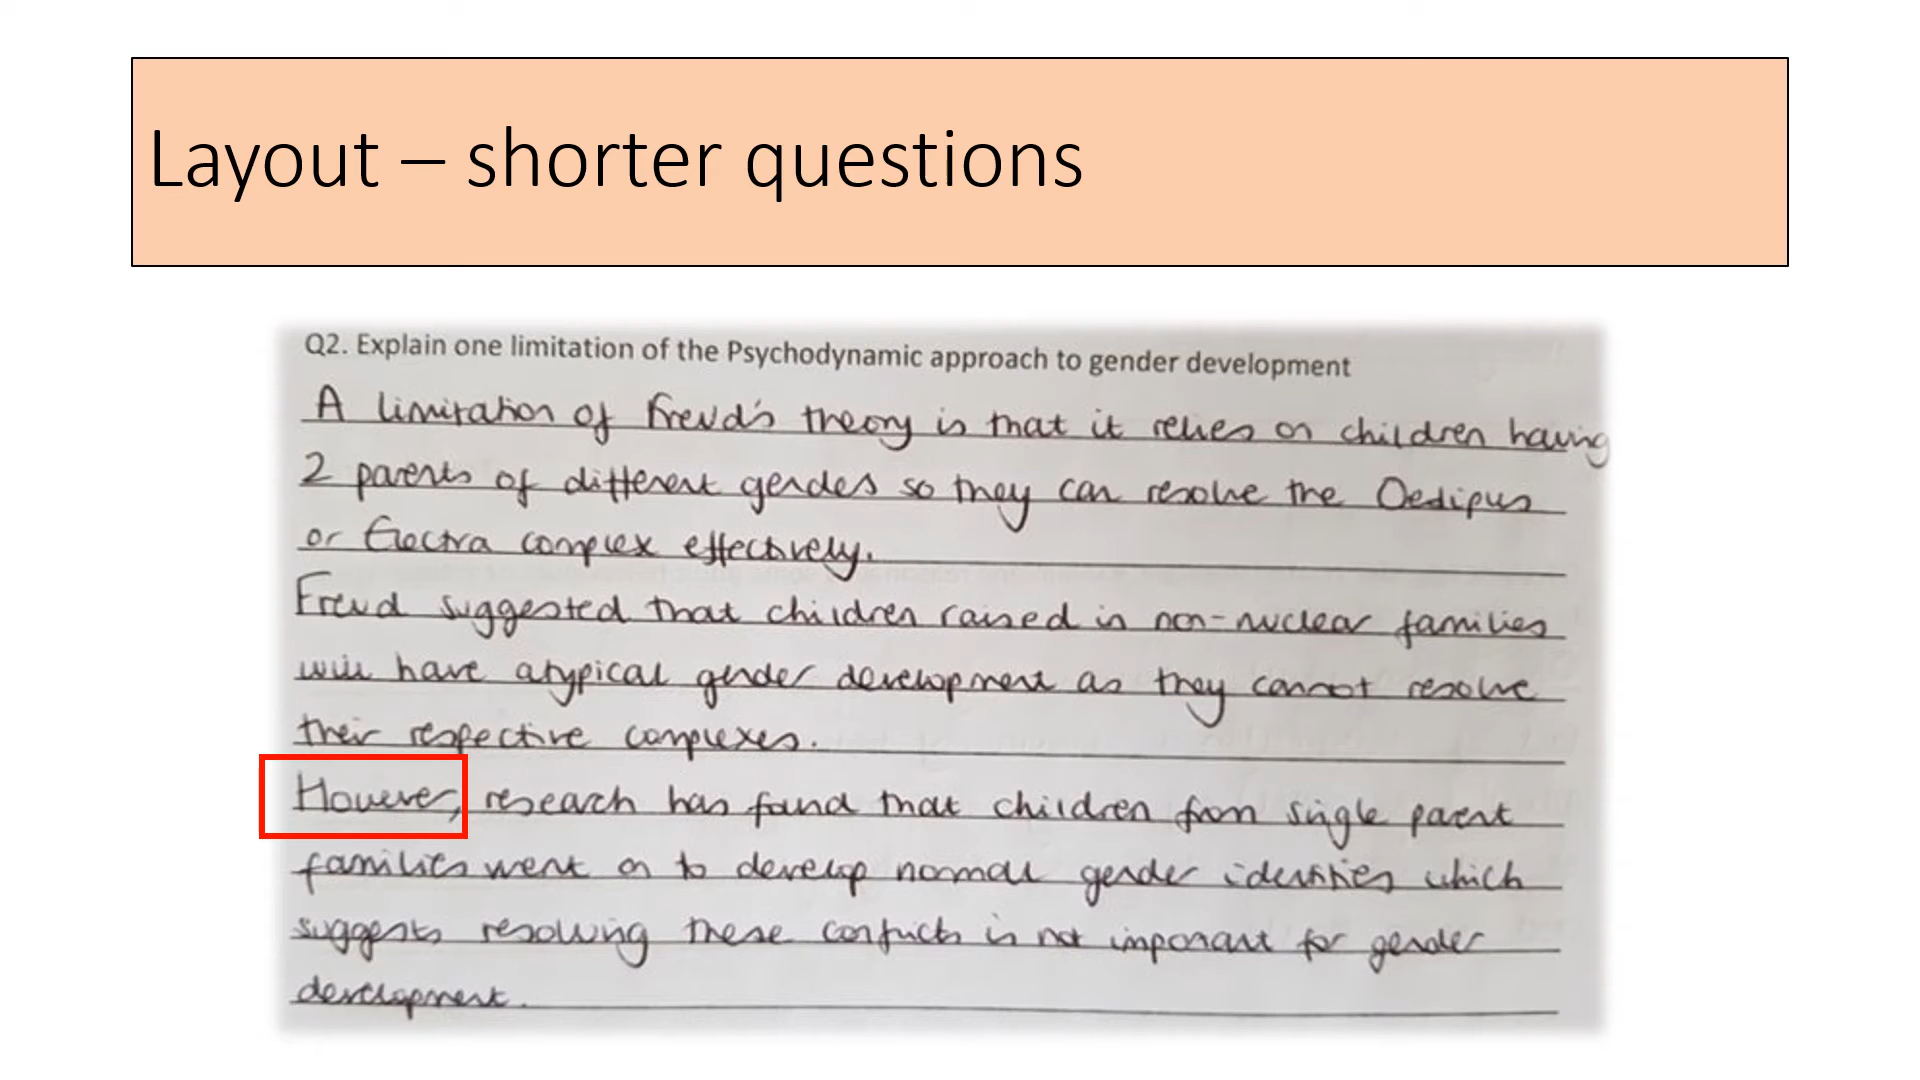 Layout – shorter questions
Q2. Explain one limitation of the Psychodynamic approach to gender development
A limitation of Freud's theory is that it relies on children having
2 parents of different gendes so they can resolve the Oedipus
or Electra complex effectively.
Freud suggested that children raised in non-nuclear families
will have atypical gender development as they cannot resolve
their respective complexes.
However, research has found that children from single parent
families went on to develop normal gender identities which
suggests resolving these conflicts is not important for gender
development.